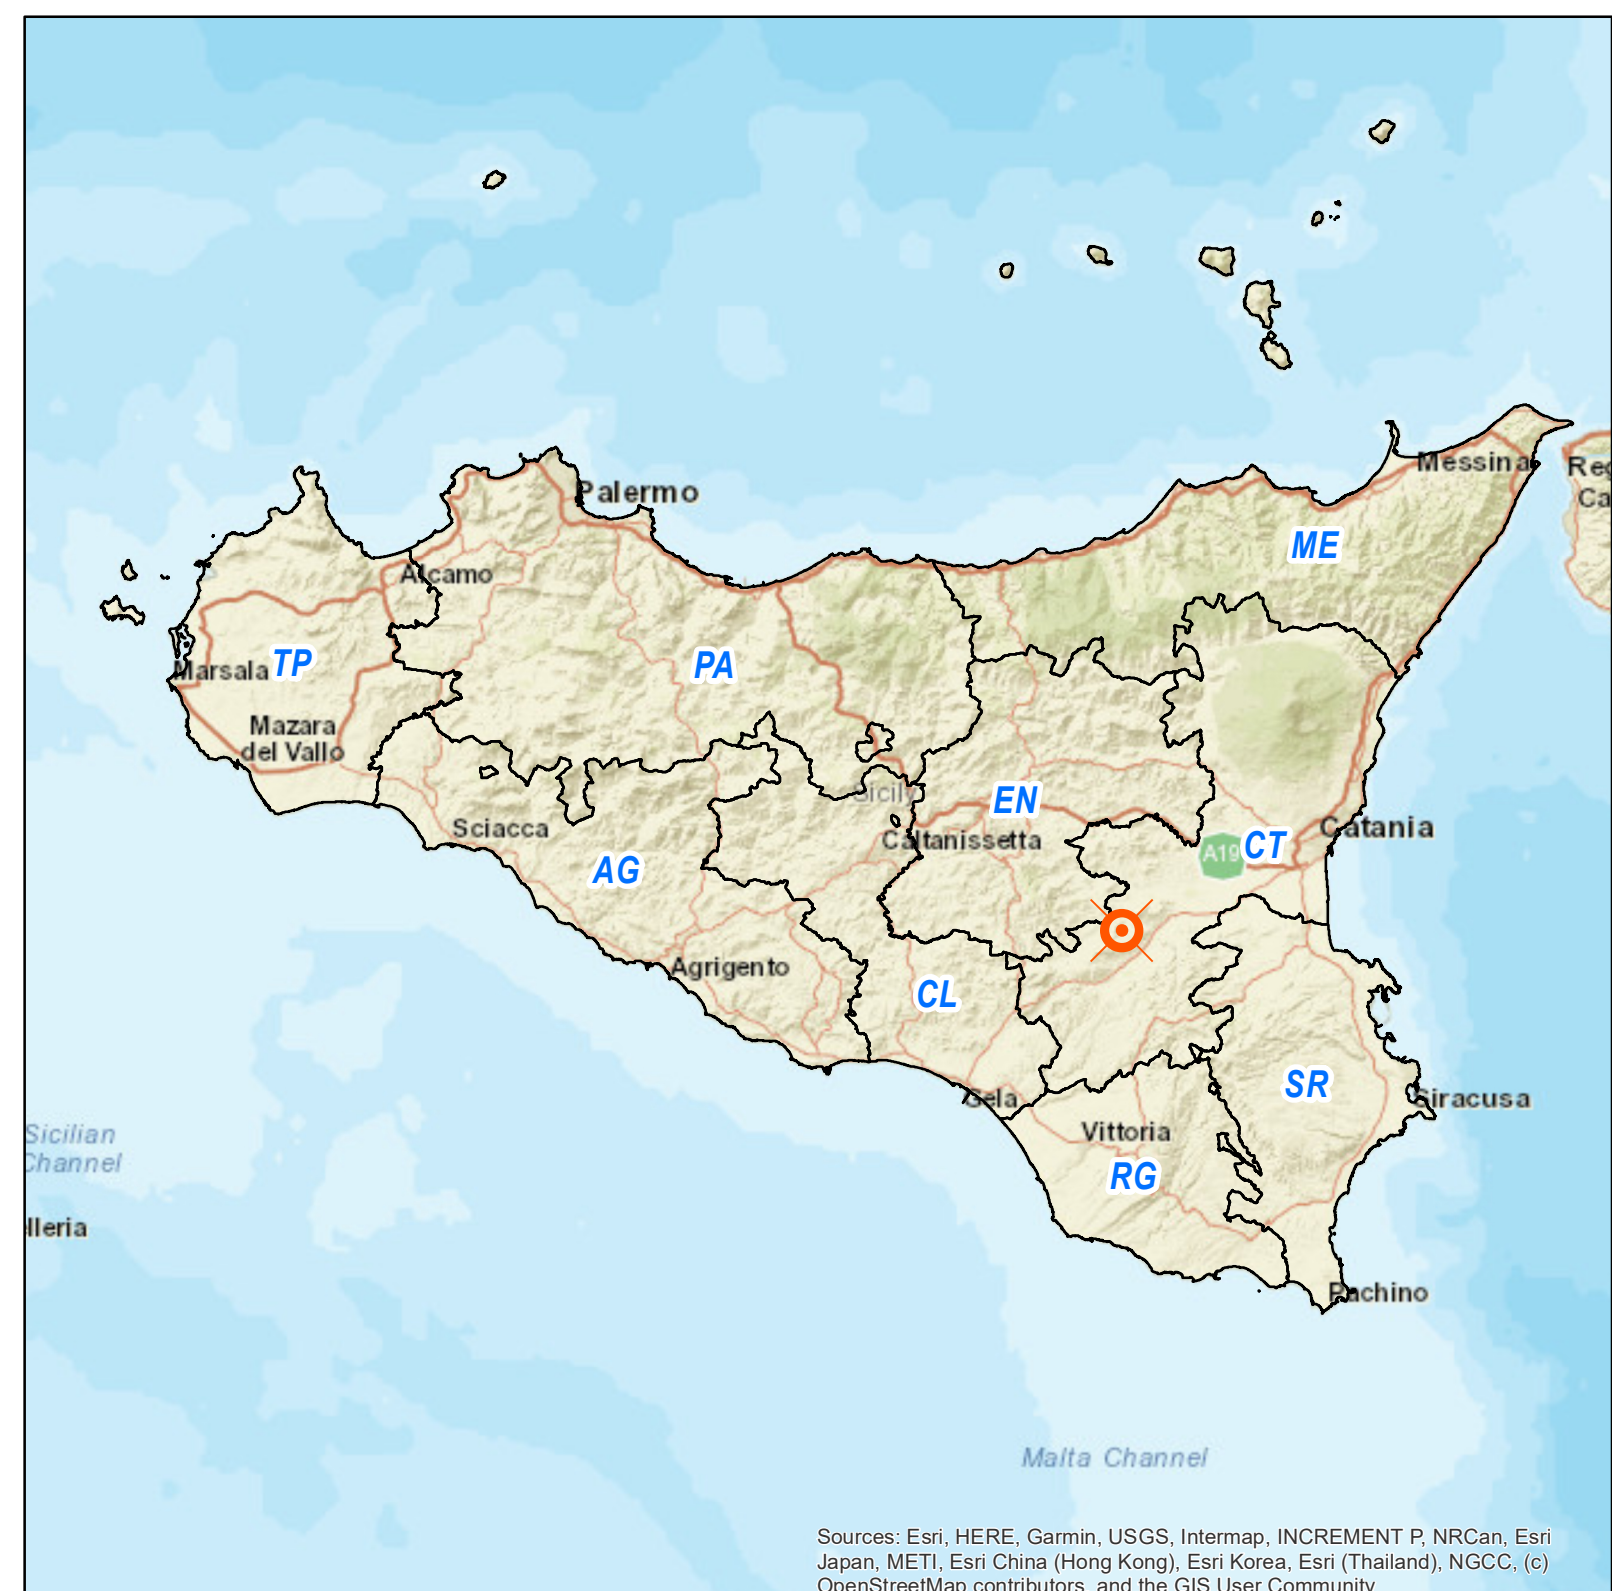 Messina
Reg
Ca
Palermo
ME
Alcamo
Marsala
TP
PA
Mazara
del Vallo
Sicily
EN
Sciacca
Caltanissetta
A19
CT
Catania
AG
Agrigento
CL
Gela
SR
Siracusa
Vittoria
RG
Sicilian
Channel
lleria
Pachino
Malta Channel
Sources: Esri, HERE, Garmin, USGS, Intermap, INCREMENT P, NRCan, Esri
Japan, METI, Esri China (Hong Kong), Esri Korea, Esri (Thailand), NGCC, (c)
OpenStreetMap contributors, and the GIS User Community